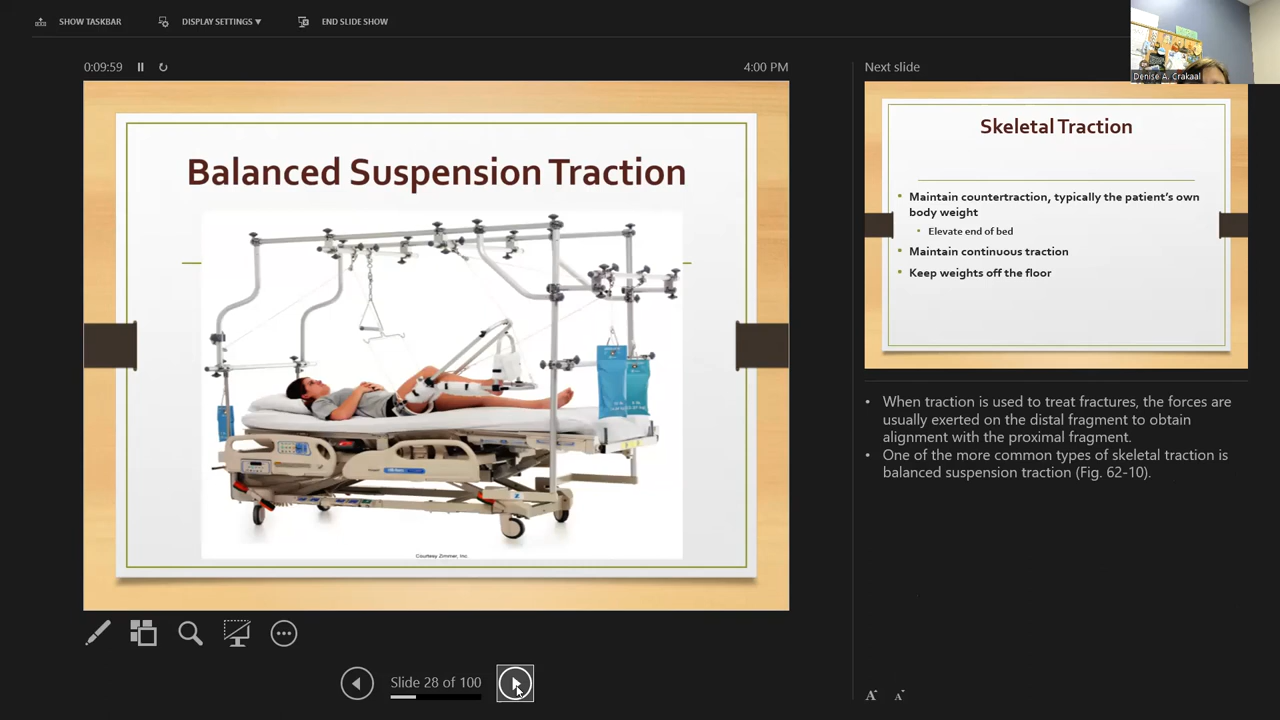 SHOW TASKBAR
DISPLAY SETTINGS ▼
END SLIDE SHOW
Denise A. Crakaal
0:09:59
4:00 PM
Balanced Suspension Traction
Courtesy Zimmer, Inc.
Slide 28 of 100
Next slide
Skeletal Traction
Maintain countertraction, typically the patient's own
body weight
Elevate end of bed
Maintain continuous traction
Keep weights off the floor
• When traction is used to treat fractures, the forces are
usually exerted on the distal fragment to obtain
alignment with the proximal fragment.
• One of the more common types of skeletal traction is
balanced suspension traction (Fig. 62-10).
A A